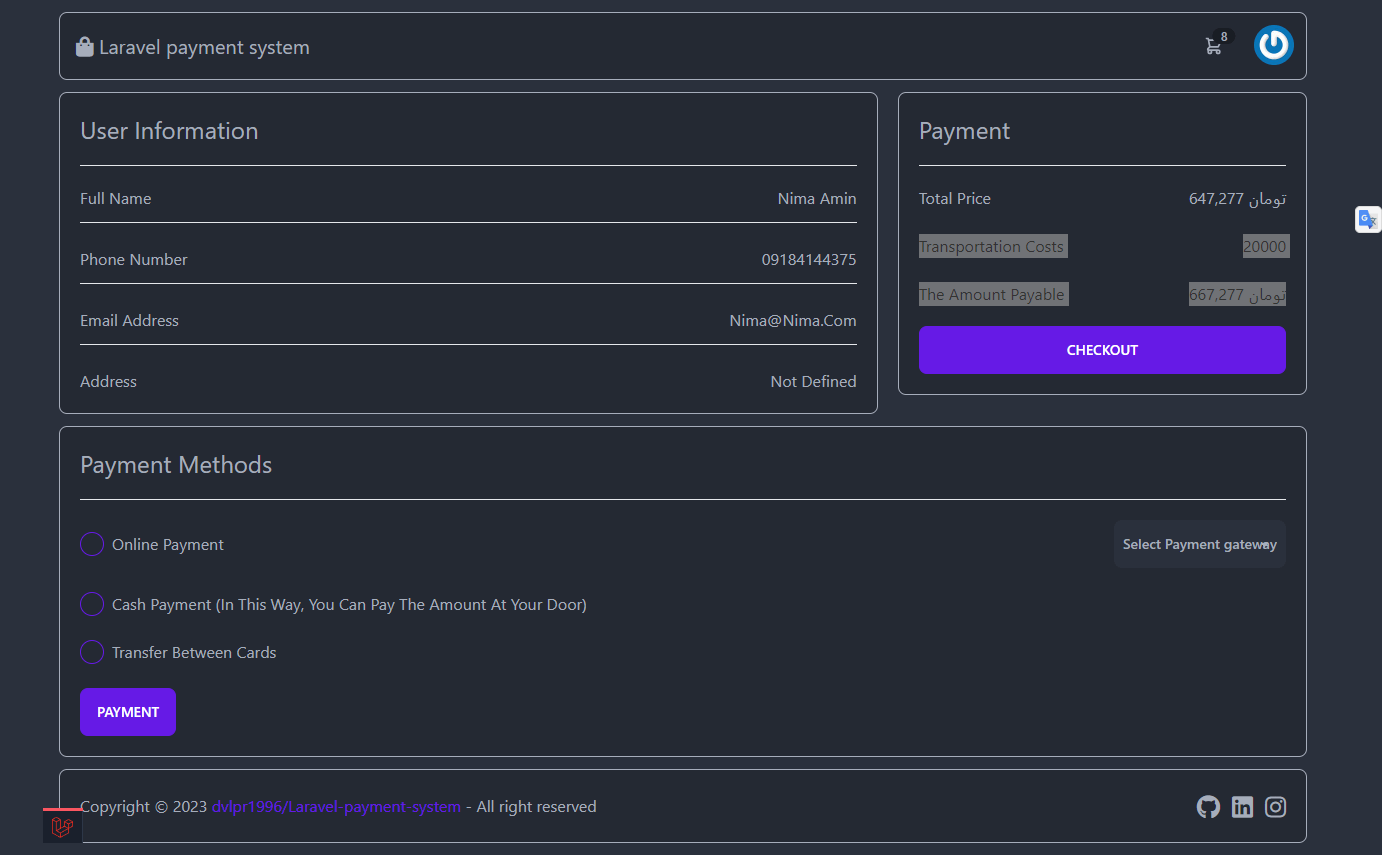 Laravel payment system
8
User Information
Full Name Nima Amin
Phone Number 09184144375
Email Address Nima@Nima.Com
Address Not Defined
Payment
Total Price 647,277 تومان
Transportation Costs 20000
The Amount Payable 667,277 تومان
CHECKOUT
Payment Methods
Online Payment Select Payment gateway
Cash Payment (In This Way, You Can Pay The Amount At Your Door)
Transfer Between Cards
PAYMENT
Copyright © 2023 dvlpr1996/Laravel-payment-system - All right reserved